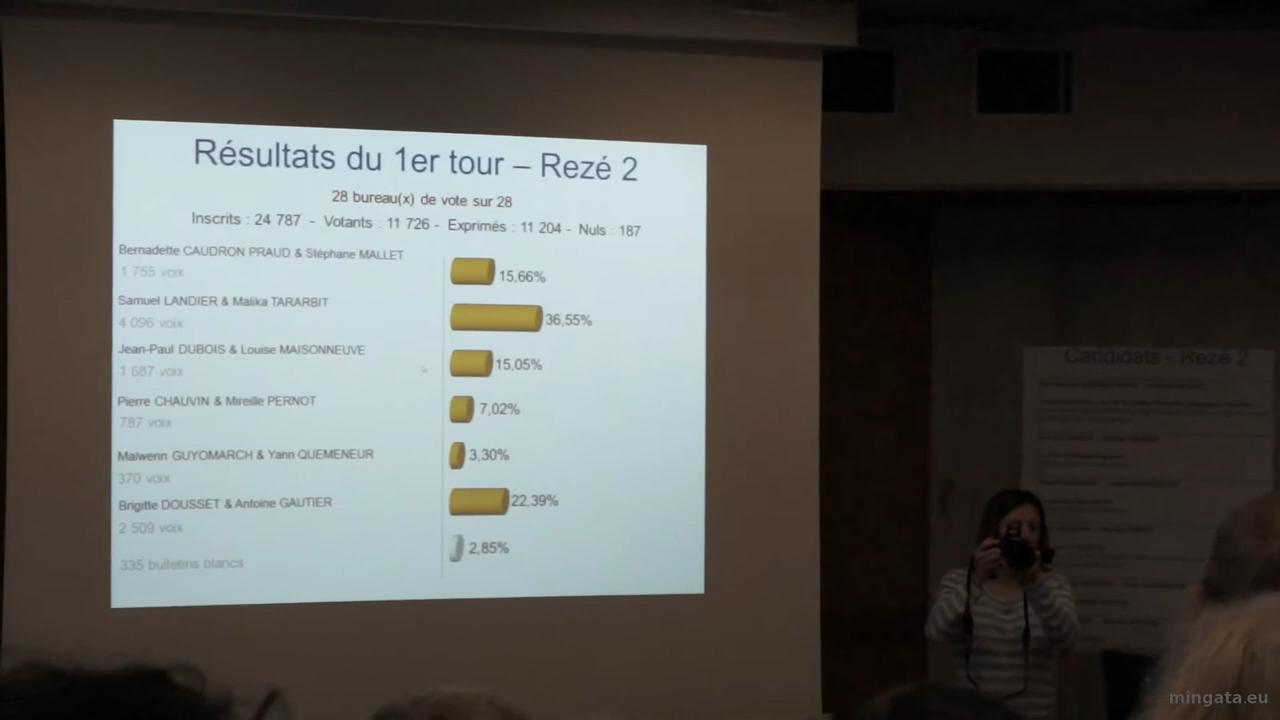 Résultats du 1er tour – Rezé 2
28 bureau(x) de vote sur 28
Inscrits : 24 787 - Votants : 11 726 - Exprimés : 11 204 - Nuls : 187
Bernadette CAUDRON PRAUD & Stéphane MALLET
1 755 voix
15,66%
Samuel LANDIER & Malika TARARBIT
4 096 voix
36,55%
Jean-Paul DUBOIS & Louise MAISONNEUVE
1 687 voix
15,05%
Pierre CHAUVIN & Mireille PERNOT
787 voix
7,02%
Maïwenn GUYOMARCH & Yann QUEMENEUR
370 voix
3,30%
Brigitte DOUSSET & Antoine GAUTIER
2 509 voix
22,39%
335 bulletins blancs
2,85%
Candidats - Rezé 2
mingata.eu